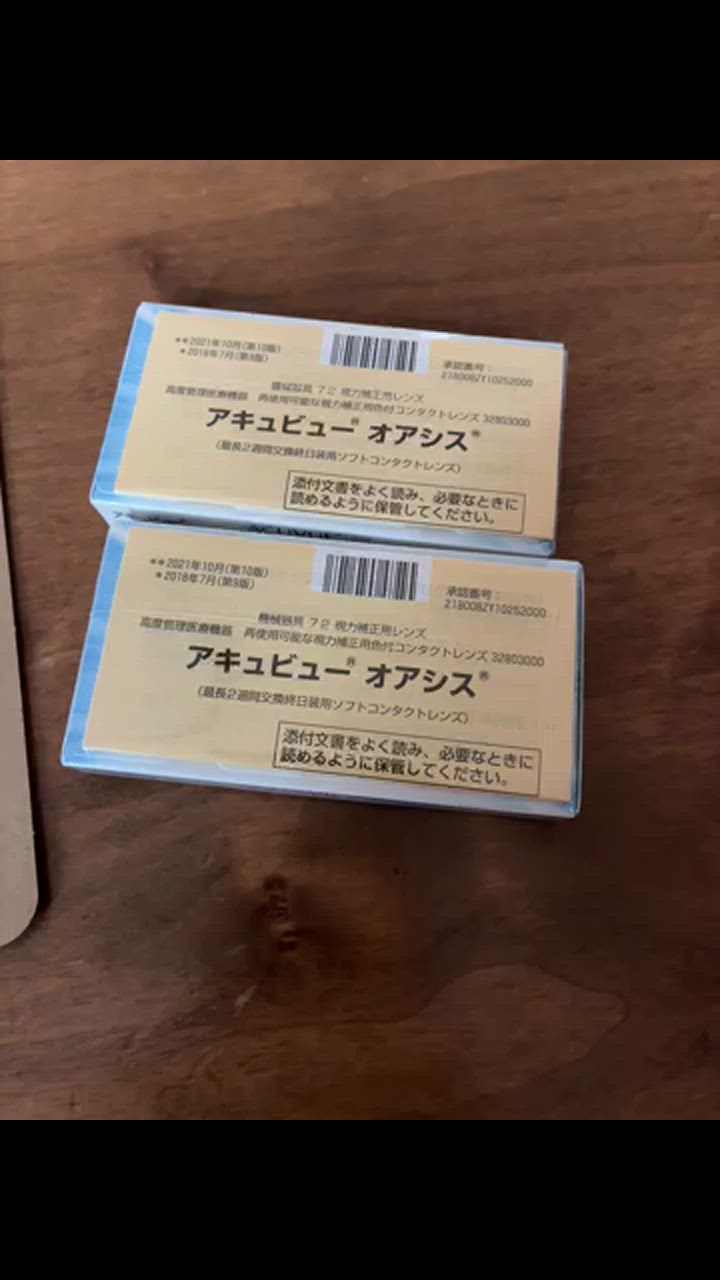 **2021年10月(第10版)
*2018年7月(第9版)
承認番号:
21800BZY10252000
機械器具 72 視力補正用レンズ
高度管理医療機器 再使用可能な視力補正用色付コンタクトレンズ 32803000
アキュビュー® オアシス®
(最長2週間交換終日装用ソフトコンタクトレンズ)
添付文書をよく読み、必要なときに
読めるように保管してください。
**2021年10月(第10版)
*2018年7月(第9版)
承認番号:
21800BZY10252000
機械器具 72 視力補正用レンズ
高度管理医療機器 再使用可能な視力補正用色付コンタクトレンズ 32803000
アキュビュー® オアシス®
(最長2週間交換終日装用ソフトコンタクトレンズ)
添付文書をよく読み、必要なときに
読めるように保管してください。